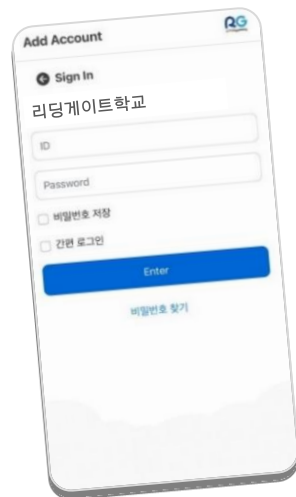 Add Account
RG
Sign In
리딩게이트학교
ID
Password
비밀번호 저장
간편 로그인
Enter
비밀번호 찾기